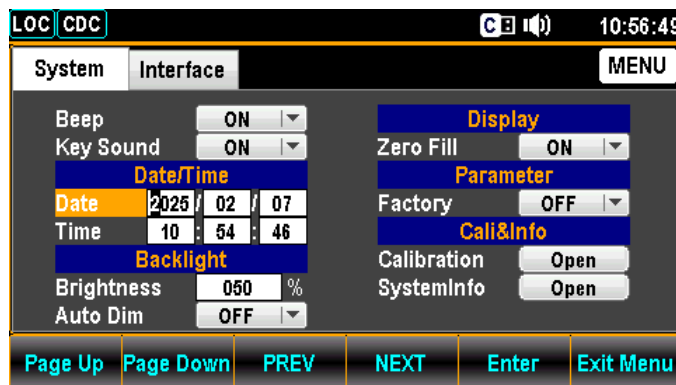 LOC CDC C 10:56:49
System Interface MENU
Beep ON
Key Sound ON
Date/Time
Date 2025 / 02 / 07
Time 10 : 54 : 46
Backlight
Brightness 050 %
Auto Dim OFF
Display
Zero Fill ON
Parameter
Factory OFF
Cali&Info
Calibration Open
SystemInfo Open
Page Up Page Down PREV NEXT Enter Exit Menu